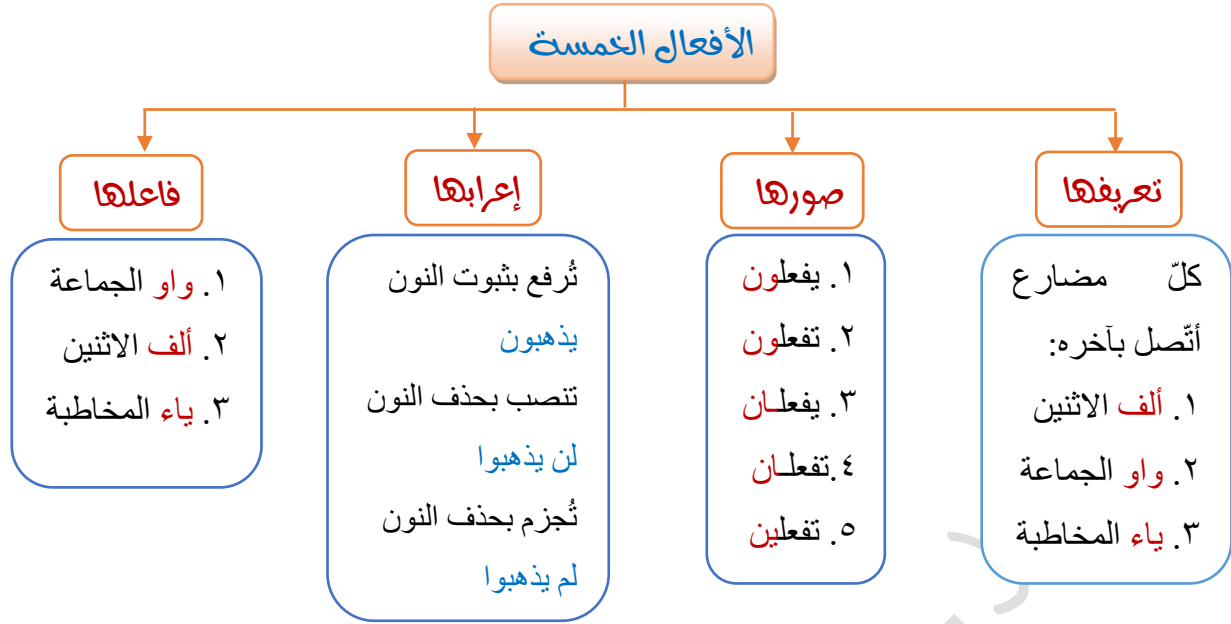 الأفعال الخمسة
تعريفها
كلّ مضارع
أتّصل بآخره:
١. ألف الاثنين
٢. واو الجماعة
٣. ياء المخاطبة
صورها
١. يفعلون
٢. تفعلون
٣. يفعلـان
٤.تفعلـان
٥. تفعلين
إعرابها
تُرفع بثبوت النون
يذهبون
تنصب بحذف النون
لن يذهبوا
تُجزم بحذف النون
لم يذهبوا
فاعلها
١. واو الجماعة
٢. ألف الاثنين
٣. ياء المخاطبة